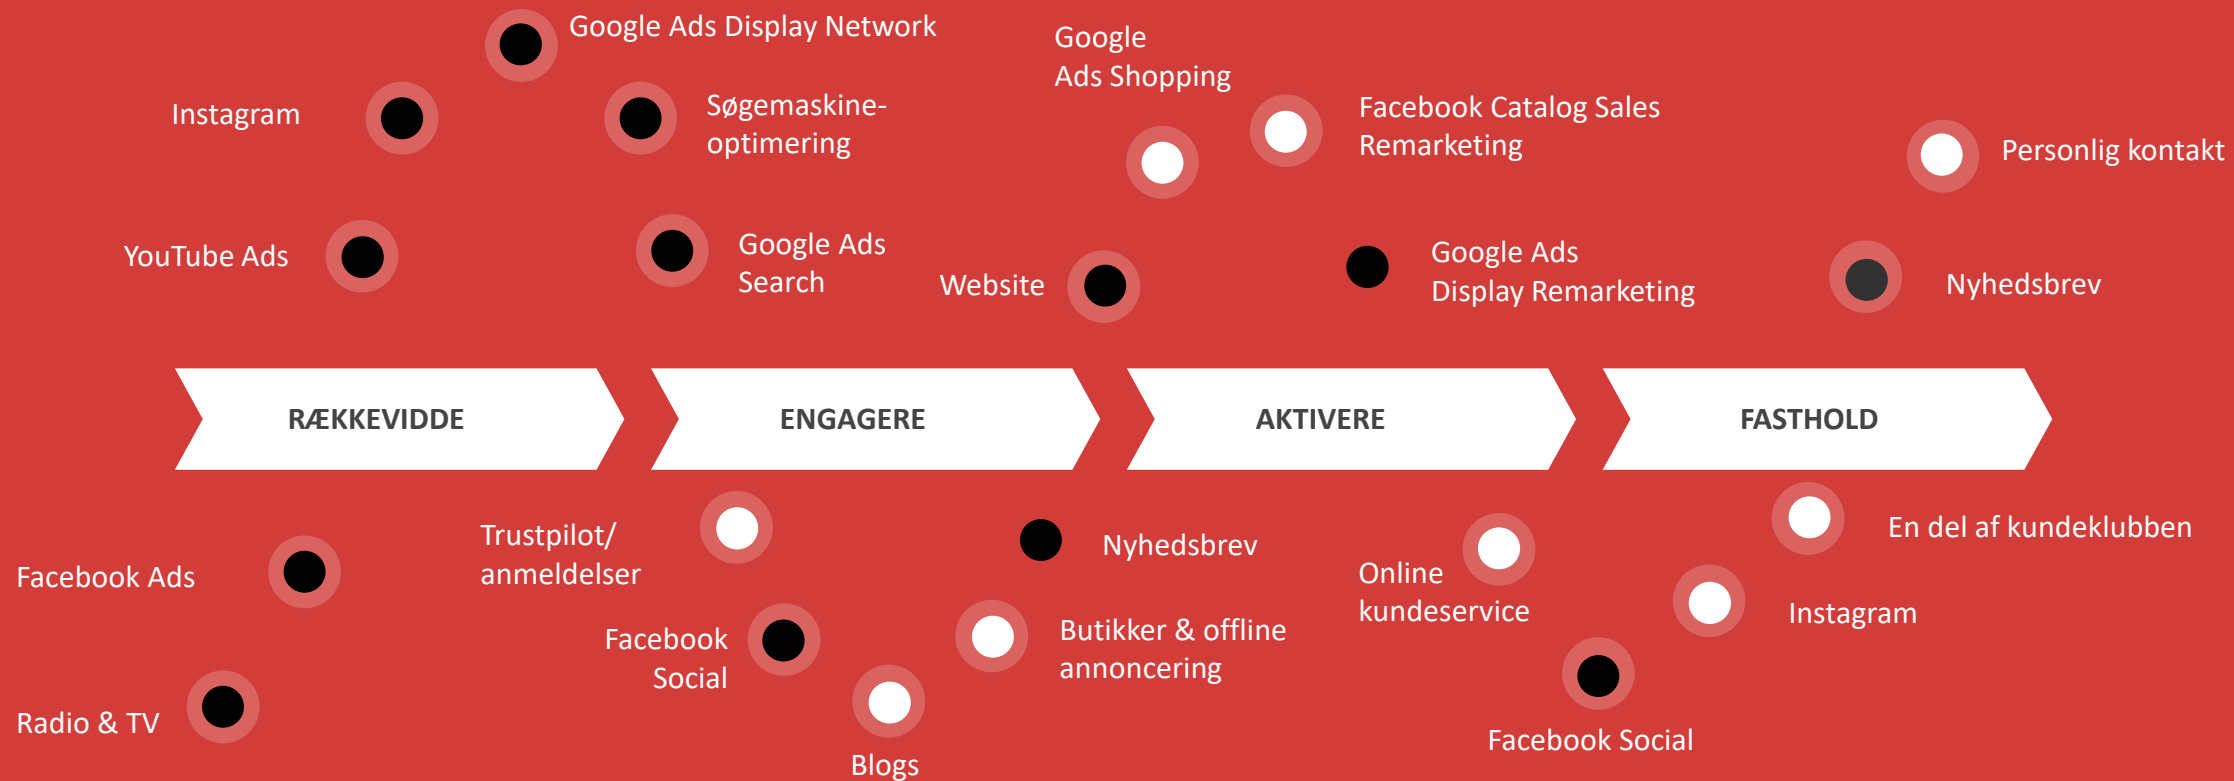 Google Ads Display Network
Instagram
Søgemaskine-
optimering
YouTube Ads
Google Ads
Search
Google
Ads Shopping
Facebook Catalog Sales
Remarketing
Website
Google Ads
Display Remarketing
Personlig kontakt
Nyhedsbrev
RÆKKEVIDDE
ENGAGERE
AKTIVERE
FASTHOLD
Facebook Ads
Radio & TV
Trustpilot/
anmeldelser
Facebook
Social
Blogs
Nyhedsbrev
Butikker & offline
annoncering
Online
kundeservice
Facebook Social
En del af kundeklubben
Instagram